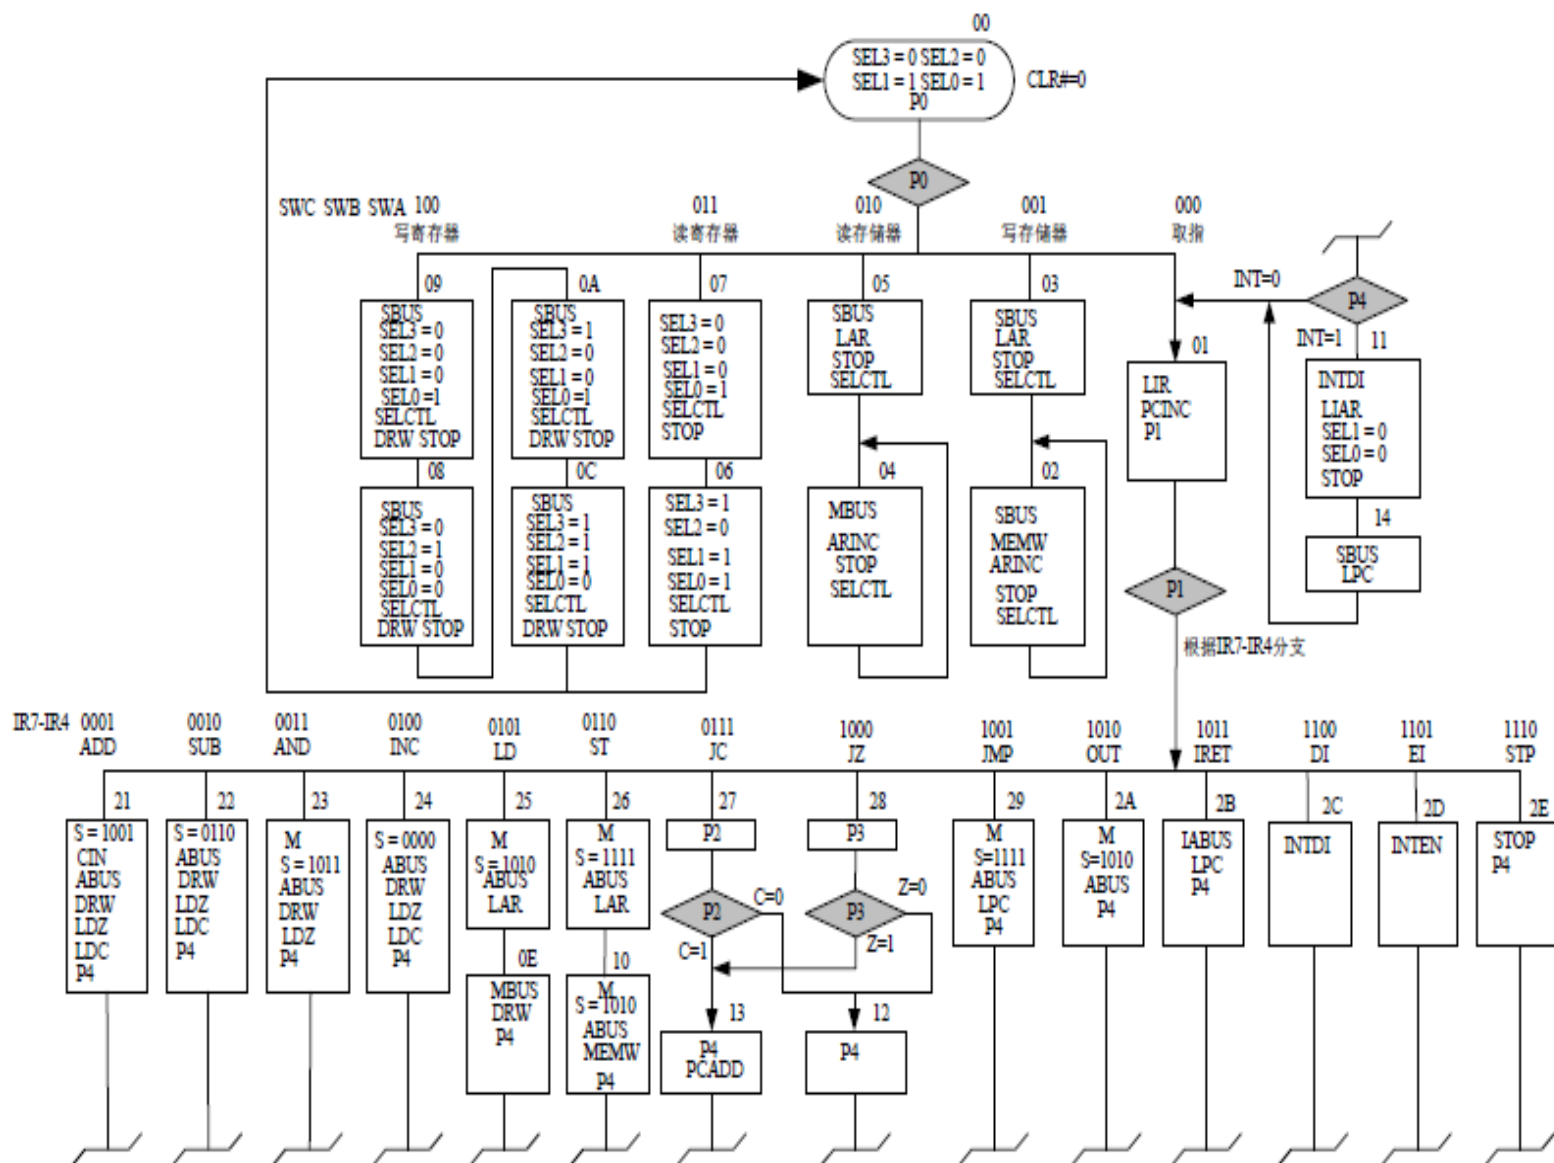 00
SEL3 = 0 SEL2 = 0
SEL1 = 1 SEL0 = 1
P0
CLR#=0
P0
SWC SWB SWA 100
写寄存器
011
读寄存器
010
读存储器
001
写存储器
000
取指
09
SBUS
SEL3 = 0
SEL2 = 0
SEL1 = 0
SEL0 =1
SELCTL
DRW STOP
08
SBUS
SEL3 = 0
SEL2 = 1
SEL1 = 0
SEL0 = 0
SELCTL
DRW STOP
0A
SBUS
SEL3 = 1
SEL2 = 0
SEL1 = 0
SEL0 =1
SELCTL
DRW STOP
0C
SBUS
SEL3 = 1
SEL2 = 1
SEL1 = 1
SEL0 = 0
SELCTL
DRW STOP
07
SEL3 = 0
SEL2 = 0
SEL1 = 0
SEL0 = 1
SELCTL
STOP
06
SEL3 = 1
SEL2 = 0
SEL1 = 1
SEL0 = 1
SELCTL
STOP
05
SBUS
LAR
STOP
SELCTL
04
MBUS
ARINC
STOP
SELCTL
03
SBUS
LAR
STOP
SELCTL
02
SBUS
MEMW
ARINC
STOP
SELCTL
01
LIR
PCINC
P1
P1
根据IR7-IR4分支
P4
INT=0
INT=1
11
INTDI
LIAR
SEL1 = 0
SEL0 = 0
STOP
14
SBUS
LPC
IR7-IR4 0001
ADD
0010
SUB
0011
AND
0100
INC
0101
LD
0110
ST
0111
JC
1000
JZ
1001
JMP
1010
OUT
1011
IRET
1100
DI
1101
EI
1110
STP
21
S = 1001
CIN
ABUS
DRW
LDZ
LDC
P4
22
S = 0110
ABUS
DRW
LDZ
LDC
P4
23
M
S = 1011
ABUS
DRW
LDZ
P4
24
S = 0000
ABUS
DRW
LDZ
LDC
P4
25
M
S = 1010
ABUS
LAR
0E
MBUS
DRW
P4
26
M
S = 1111
ABUS
LAR
10
M
S = 1010
ABUS
MEMW
P4
27
P2
P2
C=0
C=1
13
P4
PCADD
28
P3
P3
Z=0
Z=1
12
P4
29
M
S=1111
ABUS
LPC
P4
2A
M
S=1010
ABUS
P4
2B
IABUS
LPC
P4
2C
INTDI
2D
INTEN
2E
STOP
P4